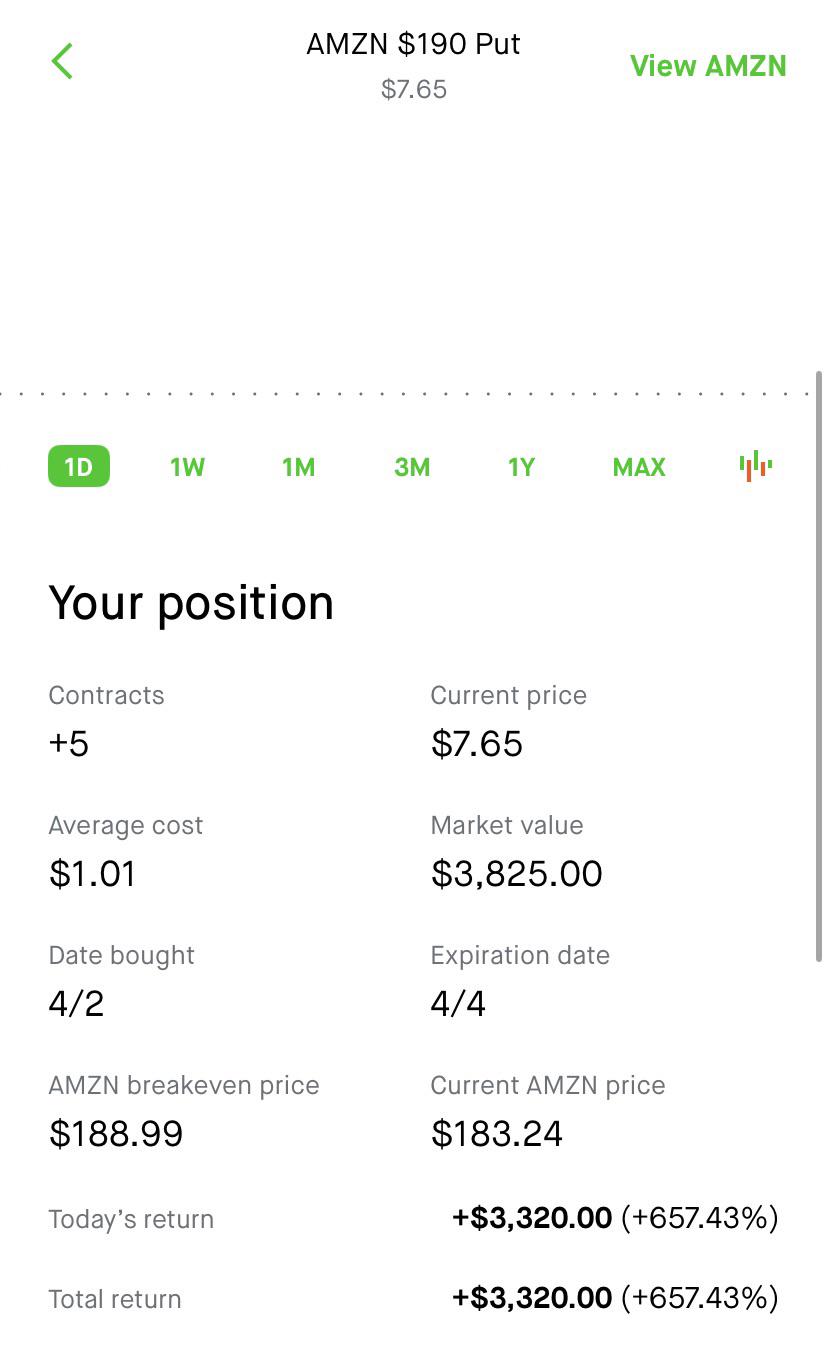 AMZN $190 Put
$7.65
View AMZN
1D 1W 1M 3M 1Y MAX
Your position
Contracts
+5
Current price
$7.65
Average cost
$1.01
Market value
$3,825.00
Date bought
4/2
Expiration date
4/4
AMZN breakeven price
$188.99
Current AMZN price
$183.24
Today’s return +$3,320.00 (+657.43%)
Total return +$3,320.00 (+657.43%)